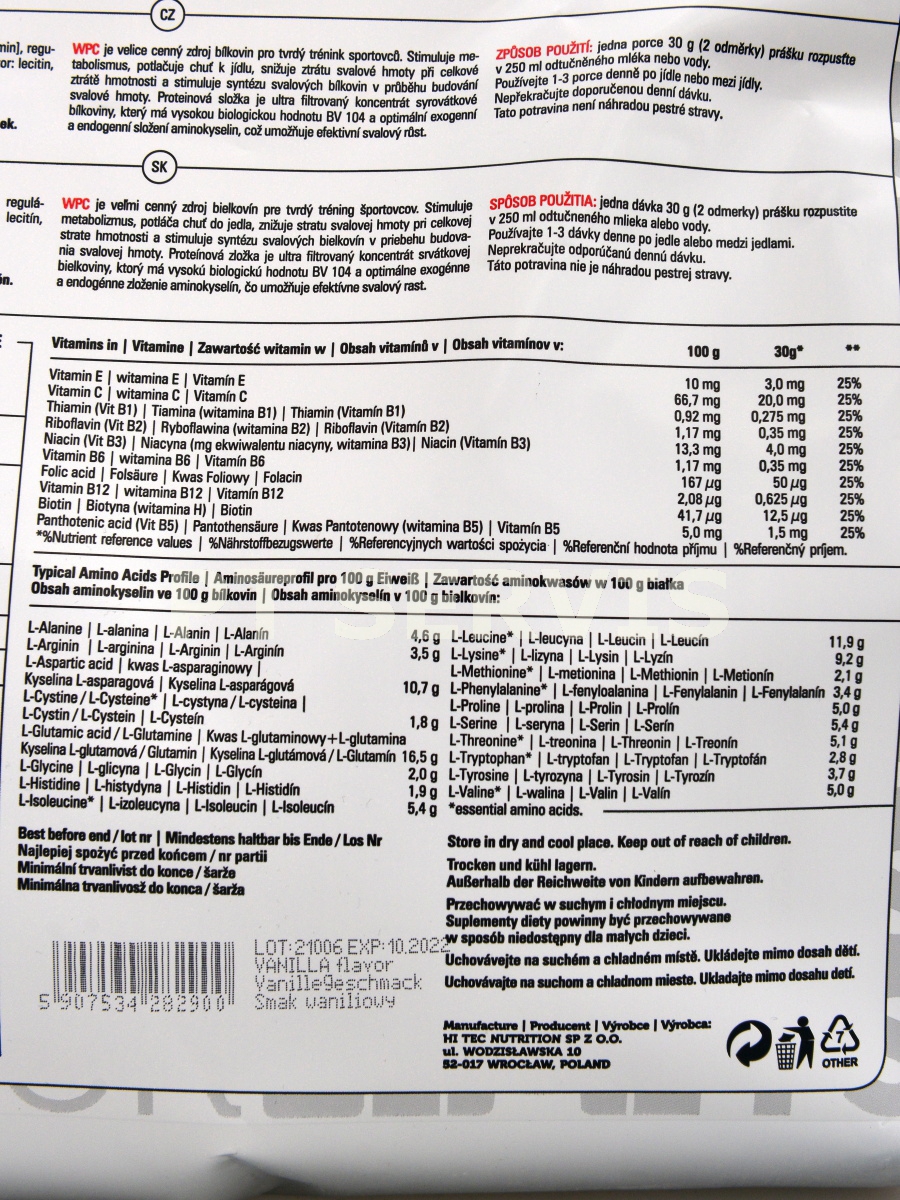 CZ
min], regu-
or: lecitin,
ek.
WPC je velice cenný zdroj bílkovin pro tvrdý trénink sportovců. Stimuluje me-
tabolismus, potlačuje chuť k jídlu, snižuje ztrátu svalové hmoty při celkové
ztrátě hmotnosti a stimuluje syntézu svalových bílkovin v průběhu budování
svalové hmoty. Proteinová složka je ultra filtrovaný koncentrát syrovátkové
bílkoviny, který má vysokou biologickou hodnotu BV 104 a optimální exogenní
a endogenní složení aminokyselin, což umožňuje efektivní svalový růst.
ZPŮSOB POUŽITÍ: jedna porce 30 g (2 odměrky) prášku rozpusťte
v 250 ml odtučněného mléka nebo vody.
Používejte 1-3 porce denně po jídle nebo mezi jídly.
Nepřekračujte doporučenou denní dávku.
Tato potravina není náhradou pestré stravy.
SK
regulá-
lecitín,
ín.
WPC je veľmi cenný zdroj bielkovín pre tvrdý tréning športovcov. Stimuluje
metabolizmus, potláča chuť do jedla, znižuje stratu svalovej hmoty pri celkovej
strate hmotnosti a stimuluje syntézu svalových bielkovín v priebehu budova-
nia svalovej hmoty. Proteínová zložka je ultra filtrovaný koncentrát srvátkovej
bielkoviny, ktorý má vysokú biologickú hodnotu BV 104 a optimálne exogénne
a endogénne zloženie aminokyselín, čo umožňuje efektívne svalový rast.
SPÔSOB POUŽITIA: jedna dávka 30 g (2 odmerky) prášku rozpustite
v 250 ml odtučneného mlieka alebo vody.
Používajte 1-3 dávky denne po jedle alebo medzi jedlami.
Neprekračujte odporúčanú dennú dávku.
Táto potravina nie je náhradou pestrej stravy.
Vitamins in | Vitamine | Zawartość witamin w | Obsah vitamínů v | Obsah vitamínov v: 100 g 30g* **
Vitamin E | witamina E | Vitamín E 10 mg 3,0 mg 25%
Vitamin C | witamina C | Vitamín C 66,7 mg 20,0 mg 25%
Thiamin (Vit B1) | Tiamina (witamina B1) | Thiamin (Vitamín B1) 0,92 mg 0,275 mg 25%
Riboflavin (Vit B2) | Ryboflawina (witamina B2) | Riboflavin (Vitamín B2) 1,17 mg 0,35 mg 25%
Niacin (Vit B3) | Niacyna (mg ekwiwalentu niacyny, witamina B3)| Niacin (Vitamín B3) 13,3 mg 4,0 mg 25%
Vitamin B6 | witamina B6 | Vitamín B6 1,17 mg 0,35 mg 25%
Folic acid | Folsäure | Kwas Foliowy | Folacin 167 µg 50 µg 25%
Vitamin B12 | witamina B12 | Vitamín B12 2,08 µg 0,625 µg 25%
Biotin | Biotyna (witamina H) | Biotin 41,7 µg 12,5 µg 25%
Panthotenic acid (Vit B5) | Pantothensäure | Kwas Pantotenowy (witamina B5) | Vitamín B5 5,0 mg 1,5 mg 25%
*%Nutrient reference values | %Nährstoffbezugswerte | %Referencyjnych wartości spożycia | %Referenční hodnota příjmu | %Referenčný príjem.
Typical Amino Acids Profile | Aminosäureprofil pro 100 g Eiweiß | Zawartość aminokwasów w 100 g białka
Obsah aminokyselin ve 100 g bílkovin | Obsah aminokyselín v 100 g bielkovín:
SERVIS
L-Alanine | L-alanina | L-Alanin | L-Alanín 4,6 g
L-Arginin | L-arginina | L-Arginin | L-Arginín 3,5 g
L-Aspartic acid | kwas L-asparaginowy |
Kyselina L-asparagová | Kyselina L-asparágová 10,7 g
L-Cystine / L-Cysteine* | L-cystyna / L-cysteina |
L-Cystin / L-Cystein | L-Cysteín 1,8 g
L-Glutamic acid / L-Glutamine | Kwas L-glutaminowy+L-glutamina
Kyselina L-glutamová / Glutamin | Kyselina L-glutámová / L-Glutamín 16,5 g
L-Glycine | L-glicyna | L-Glycin | L-Glycín 2,0 g
L-Histidine | L-histydyna | L-Histidin | L-Histidín 1,9 g
L-Isoleucine* | L-izoleucyna | L-Isoleucin | L-Isoleucín 5,4 g
L-Leucine* | L-leucyna | L-Leucin | L-Leucín 11,9 g
L-Lysine* | L-lizyna | L-Lysin | L-Lyzín 9,2 g
L-Methionine* | L-metionina | L-Methionin | L-Metionín 2,1 g
L-Phenylalanine* | L-fenyloalanina | L-Fenylalanin | L-Fenylalanín 3,4 g
L-Proline | L-prolina | L-Prolin | L-Prolín 5,0 g
L-Serine | L-seryna | L-Serin | L-Serín 5,4 g
L-Threonine* | L-treonina | L-Threonin | L-Treonín 5,1 g
L-Tryptophan* | L-tryptofan | L-Tryptofan | L-Tryptofán 2,8 g
L-Tyrosine | L-tyrozyna | L-Tyrosin | L-Tyrozín 3,7 g
L-Valine* | L-walina | L-Valin | L-Valín 5,0 g
*essential amino acids.
Best before end / lot nr | Mindestens haltbar bis Ende / Los Nr
Najlepiej spożyć przed końcem / nr partii
Minimální trvanlivist do konce / šarže
Minimálna trvanlivosž do konca / šarža
LOT:21006 EXP:10.2022
VANILLA flavor
Vanillegeschmack
Smak waniliowy
5 907534 282900
Store in dry and cool place. Keep out of reach of children.
Trocken und kühl lagern.
Außerhalb der Reichweite von Kindern aufbewahren.
Przechowywać w suchym i chłodnym miejscu.
Suplementy diety powinny być przechowywane
w sposób niedostępny dla małych dzieci.
Uchovávejte na suchém a chladném místě. Ukládejte mimo dosah dětí.
Uchovávajte na suchom a chladnom mieste. Ukladajte mimo dosahu detí.
Manufacture | Producent | Výrobce | Výrobca:
HI TEC NUTRITION SP Z O.O.
ul. WODZISŁAWSKA 10
52-017 WROCŁAW, POLAND
7
OTHER